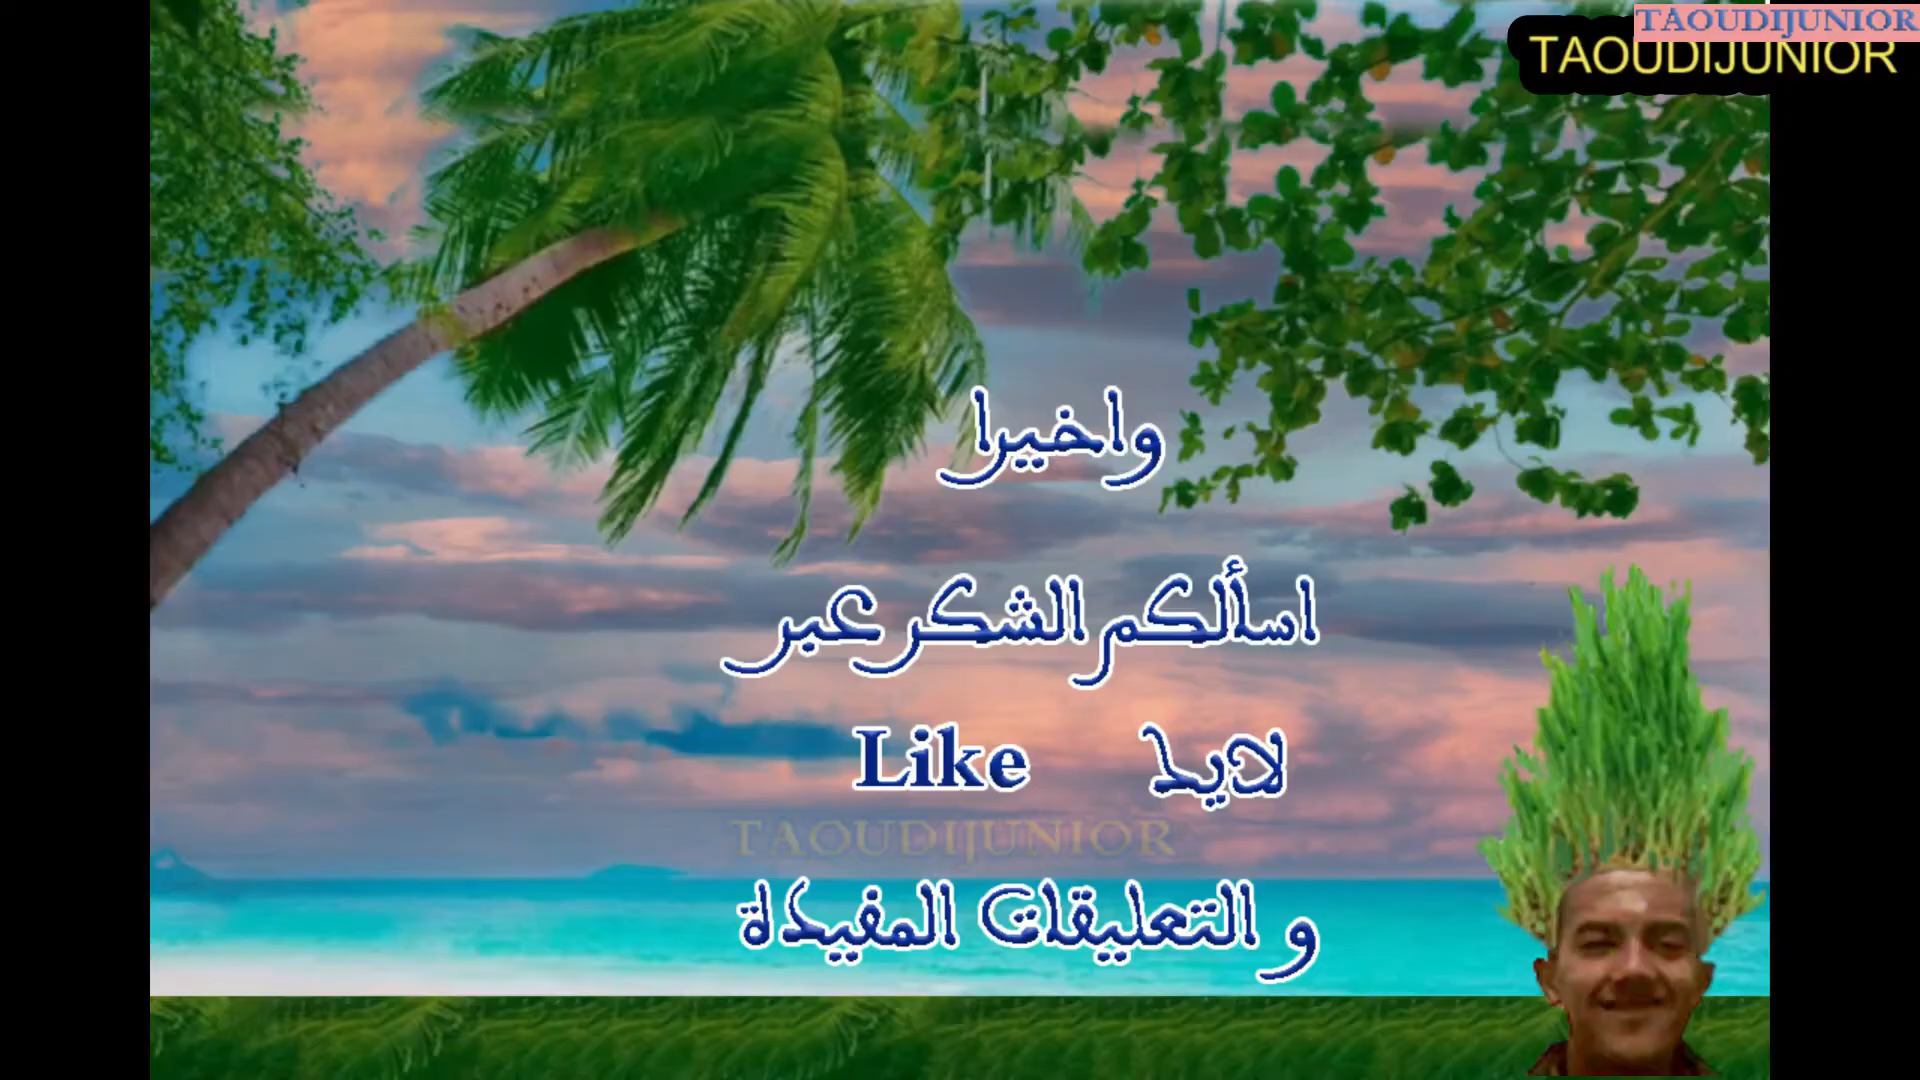 TAOUDIJUNIOR
TAOUDIJUNIOR
واخيرا
اسألكم الشكر عبر
لايك Like
TAOUDIJUNIOR
و التعليقات المفيدة